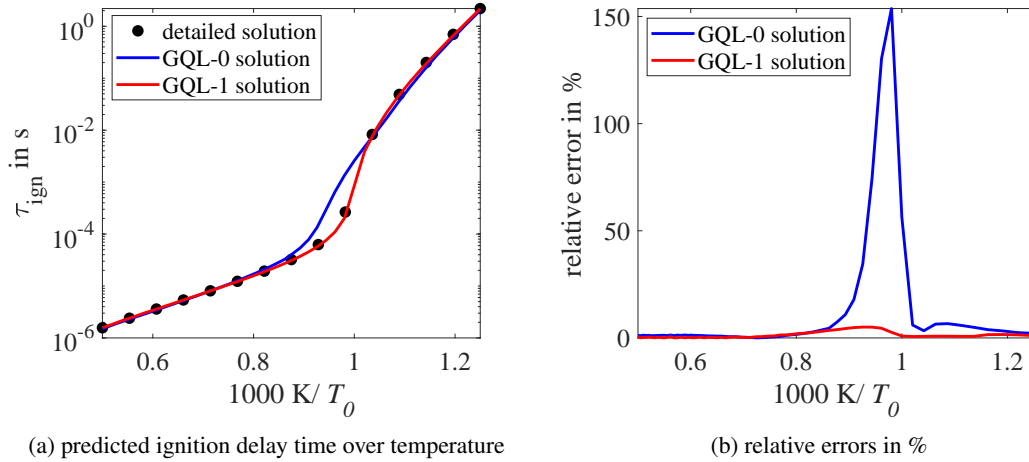 10^0
10^-2
10^-4
10^-6
τ_ign in s
detailed solution
GQL-0 solution
GQL-1 solution
0.6 0.8 1 1.2
1000 K/ T_0
(a) predicted ignition delay time over temperature
150
100
50
0
relative error in %
GQL-0 solution
GQL-1 solution
0.6 0.8 1 1.2
1000 K/ T_0
(b) relative errors in %